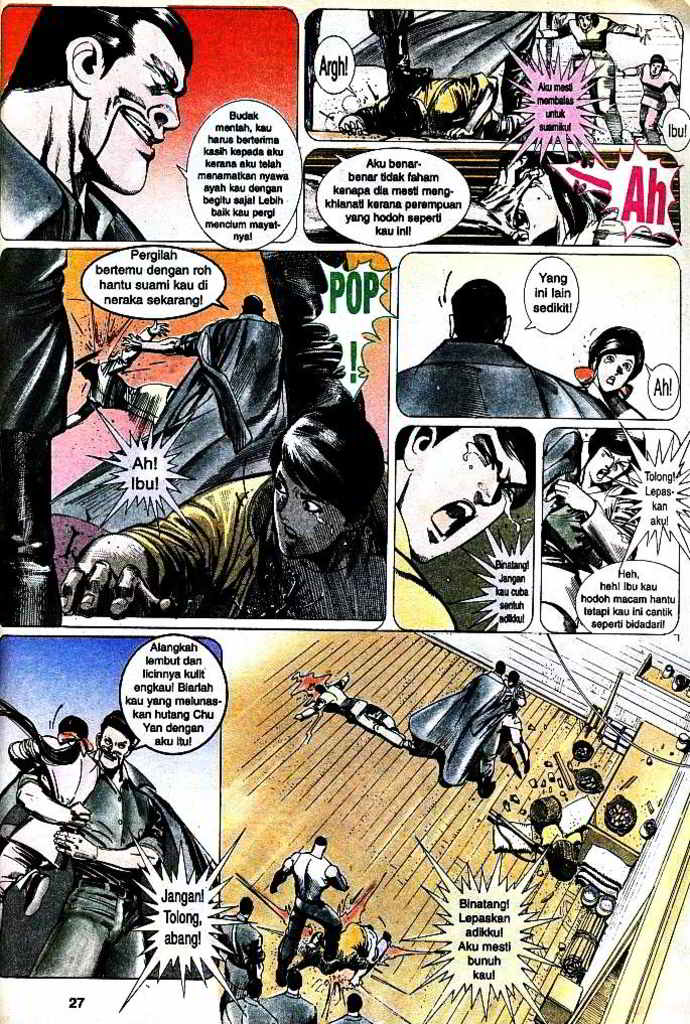 Budak
mentah, kau
harus berterima
kasih kepada aku
kerana aku telah
menamatkan nyawa
ayah kau dengan
begitu saja! Lebih
baik kau pergi
mencium mayat-
nya!
Argh!
Aku mesti
membalas
untuk
suamiku!
Ibu!
Aku benar-
benar tidak faham
kenapa dia mesti meng-
khianati kerana perempuan
yang hodoh seperti
kau ini!
Ah
Pergilah
bertemu dengan roh
hantu suami kau di
neraka sekarang!
POP
!
Ah!
Ibu!
Yang
ini lain
sedikit!
Ah!
Binatang!
Jangan
kau cuba
sentuh
adikku!
Tolong!
Lepas-
kan
aku!
Heh,
heh! Ibu kau
hodoh macam hantu
tetapi kau ini cantik
seperti bidadari!
Alangkah
lembut dan
licinnya kulit
engkau! Biarlah
kau yang melunas-
kan hutang Chu
Yan dengan
aku itu!
Jangan!
Tolong,
abang!
Binatang!
Lepaskan
adikku!
Aku mesti
bunuh
kau!
27